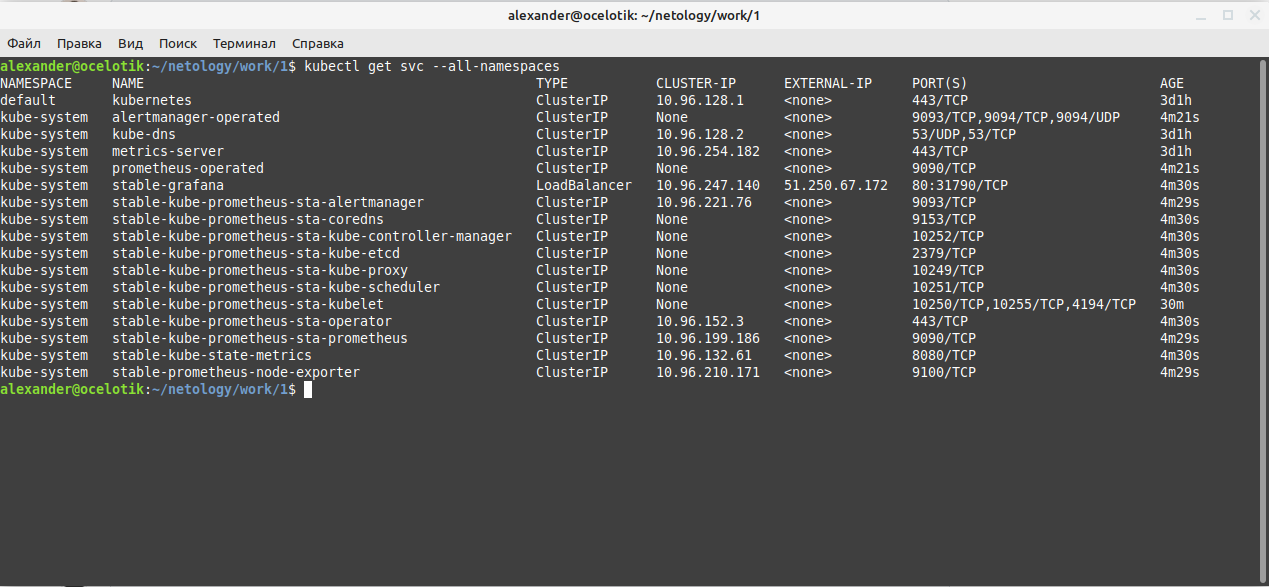 alexander@ocelotik: ~/netology/work/1
Файл Правка Вид Поиск Терминал Справка
alexander@ocelotik:~/netology/work/1$ kubectl get svc --all-namespaces
NAMESPACE NAME TYPE CLUSTER-IP EXTERNAL-IP PORT(S) AGE
default kubernetes ClusterIP 10.96.128.1 <none> 443/TCP 3d1h
kube-system alertmanager-operated ClusterIP None <none> 9093/TCP,9094/TCP,9094/UDP 4m21s
kube-system kube-dns ClusterIP 10.96.128.2 <none> 53/UDP,53/TCP 3d1h
kube-system metrics-server ClusterIP 10.96.254.182 <none> 443/TCP 3d1h
kube-system prometheus-operated ClusterIP None <none> 9090/TCP 4m21s
kube-system stable-grafana LoadBalancer 10.96.247.140 51.250.67.172 80:31790/TCP 4m30s
kube-system stable-kube-prometheus-sta-alertmanager ClusterIP 10.96.221.76 <none> 9093/TCP 4m29s
kube-system stable-kube-prometheus-sta-coredns ClusterIP None <none> 9153/TCP 4m30s
kube-system stable-kube-prometheus-sta-kube-controller-manager ClusterIP None <none> 10252/TCP 4m30s
kube-system stable-kube-prometheus-sta-kube-etcd ClusterIP None <none> 2379/TCP 4m30s
kube-system stable-kube-prometheus-sta-kube-proxy ClusterIP None <none> 10249/TCP 4m30s
kube-system stable-kube-prometheus-sta-kube-scheduler ClusterIP None <none> 10251/TCP 4m30s
kube-system stable-kube-prometheus-sta-kubelet ClusterIP None <none> 10250/TCP,10255/TCP,4194/TCP 30m
kube-system stable-kube-prometheus-sta-operator ClusterIP 10.96.152.3 <none> 443/TCP 4m30s
kube-system stable-kube-prometheus-sta-prometheus ClusterIP 10.96.199.186 <none> 9090/TCP 4m29s
kube-system stable-kube-state-metrics ClusterIP 10.96.132.61 <none> 8080/TCP 4m30s
kube-system stable-prometheus-node-exporter ClusterIP 10.96.210.171 <none> 9100/TCP 4m29s
alexander@ocelotik:~/netology/work/1$